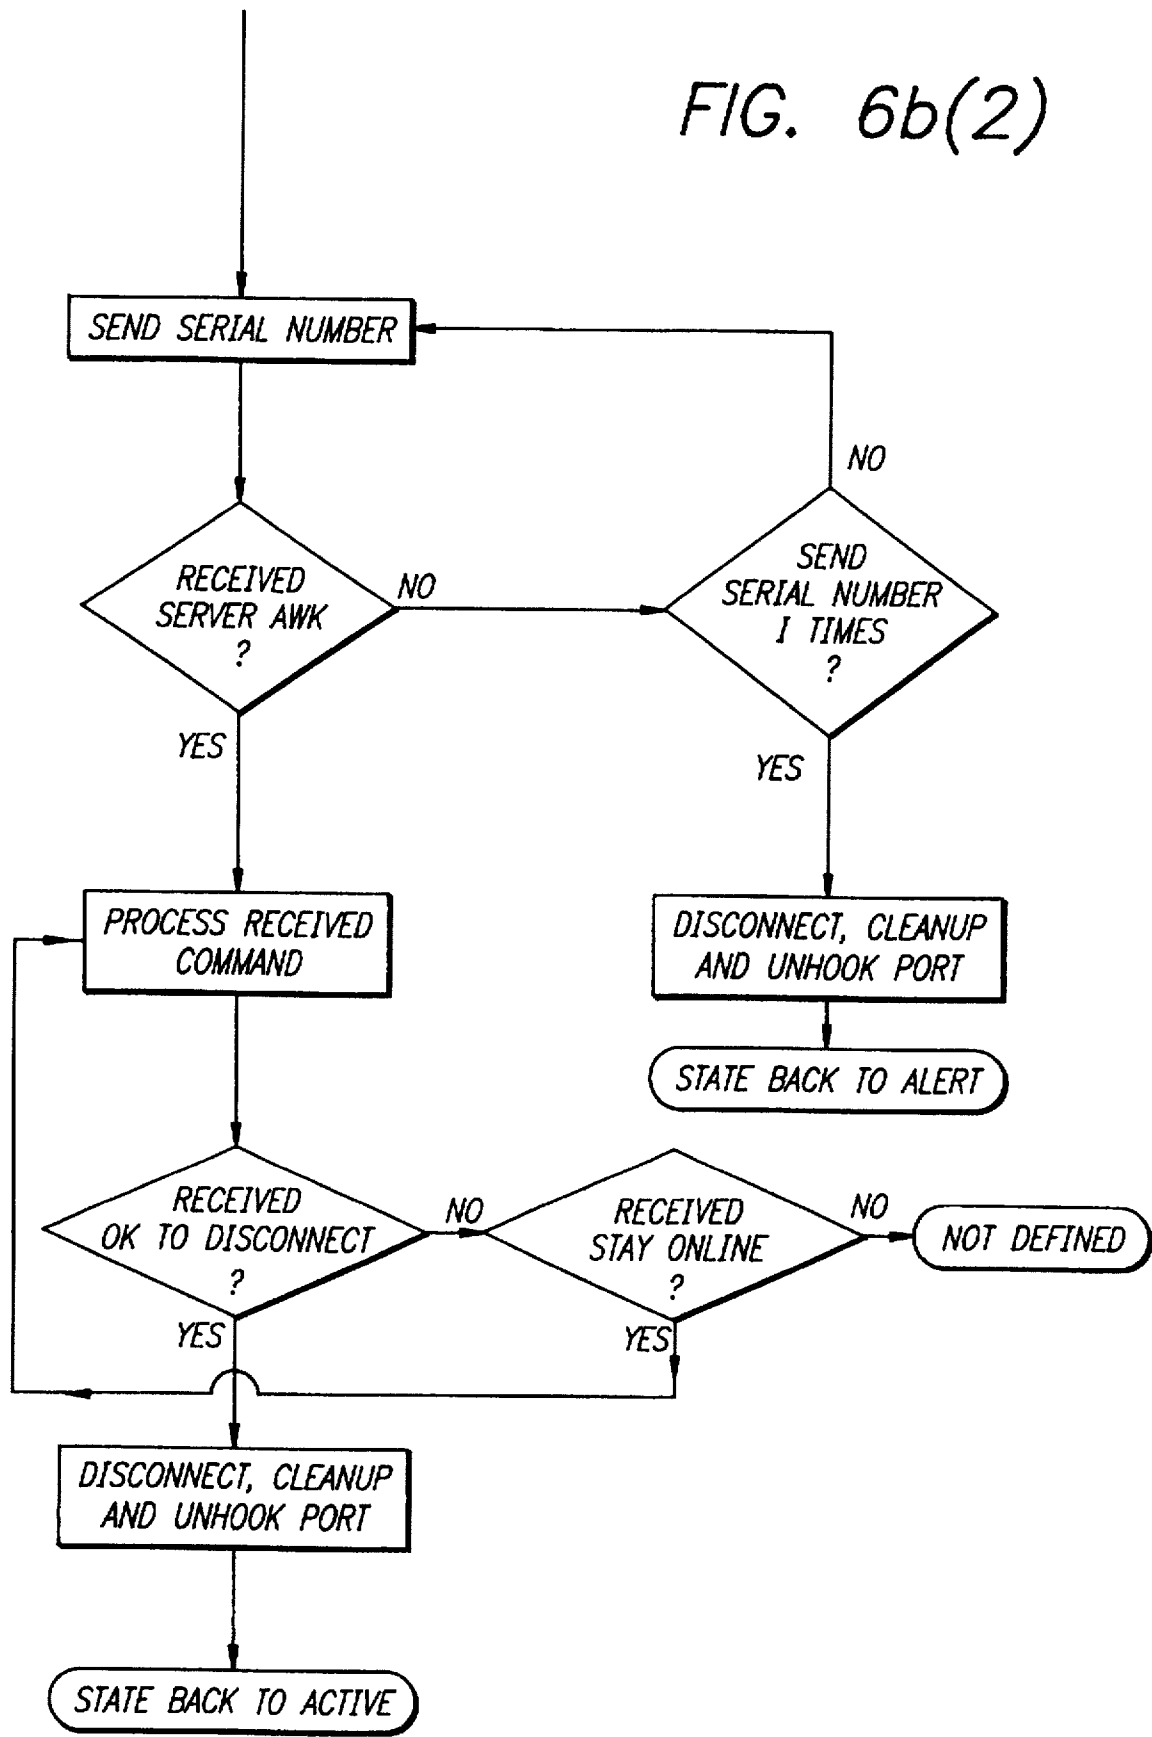 FIG. 6b(2)
SEND SERIAL NUMBER
NO
RECEIVED
SERVER AWK
?
NO
SEND
SERIAL NUMBER
I TIMES
?
YES
YES
PROCESS RECEIVED
COMMAND
DISCONNECT, CLEANUP
AND UNHOOK PORT
STATE BACK TO ALERT
RECEIVED
OK TO DISCONNECT
?
NO
RECEIVED
STAY ONLINE
?
NO
NOT DEFINED
YES
YES
DISCONNECT, CLEANUP
AND UNHOOK PORT
STATE BACK TO ACTIVE